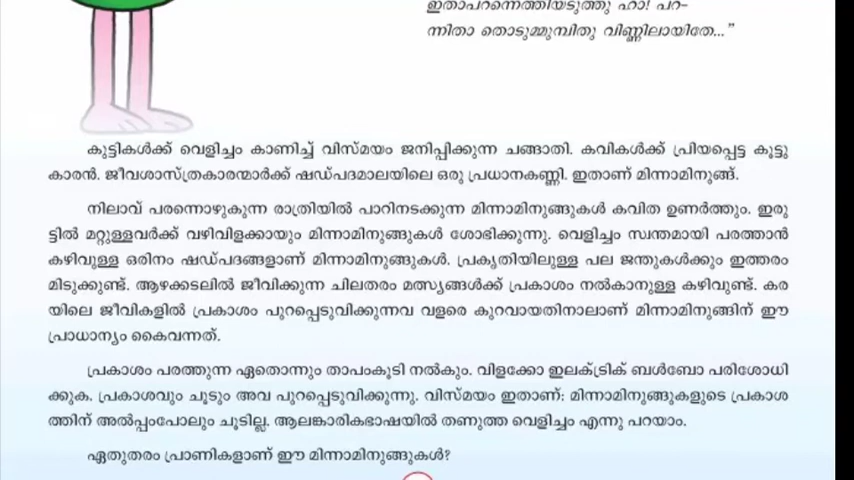 ഇതാപറന്നെത്തിയടുത്തു ഹാ! പറ–
ന്നിതാ തൊടുമ്മുമ്പിതു വിണ്ണിലായിതേ...”
കുട്ടികൾക്ക് വെളിച്ചം കാണിച്ച് വിസ്മയം ജനിപ്പിക്കുന്ന ചങ്ങാതി. കവികൾക്ക് പ്രിയപ്പെട്ട കൂട്ടു
കാരൻ. ജീവശാസ്ത്രകാരന്മാർക്ക് ഷഡ്പദമാലയിലെ ഒരു പ്രധാനകണ്ണി. ഇതാണ് മിന്നാമിനുങ്ങ്.
നിലാവ് പരന്നൊഴുകുന്ന രാത്രിയിൽ പാറിനടക്കുന്ന മിന്നാമിനുങ്ങുകൾ കവിത ഉണർത്തും. ഇരു
ട്ടിൽ മറ്റുള്ളവർക്ക് വഴിവിളക്കായും മിന്നാമിനുങ്ങുകൾ ശോഭിക്കുന്നു. വെളിച്ചം സ്വന്തമായി പരത്താൻ
കഴിവുള്ള ഒരിനം ഷഡ്പദങ്ങളാണ് മിന്നാമിനുങ്ങുകൾ. പ്രകൃതിയിലുള്ള പല ജന്തുകൾക്കും ഇത്തരം
മിടുക്കുണ്ട്. ആഴക്കടലിൽ ജീവിക്കുന്ന ചിലതരം മത്സ്യങ്ങൾക്ക് പ്രകാശം നൽകാനുള്ള കഴിവുണ്ട്. കര
യിലെ ജീവികളിൽ പ്രകാശം പുറപ്പെടുവിക്കുന്നവ വളരെ കുറവായതിനാലാണ് മിന്നാമിനുങ്ങിന് ഈ
പ്രാധാന്യം കൈവന്നത്.
പ്രകാശം പരത്തുന്ന ഏതൊന്നും താപംകൂടി നൽകും. വിളക്കോ ഇലക്ട്രിക് ബൾബോ പരിശോധി
ക്കുക. പ്രകാശവും ചൂടും അവ പുറപ്പെടുവിക്കുന്നു. വിസ്മയം ഇതാണ്: മിന്നാമിനുങ്ങുകളുടെ പ്രകാശ
ത്തിന് അൽപ്പംപോലും ചൂടില്ല. ആലങ്കാരികഭാഷയിൽ തണുത്ത വെളിച്ചം എന്നു പറയാം.
ഏതുതരം പ്രാണികളാണ് ഈ മിന്നാമിനുങ്ങുകൾ?